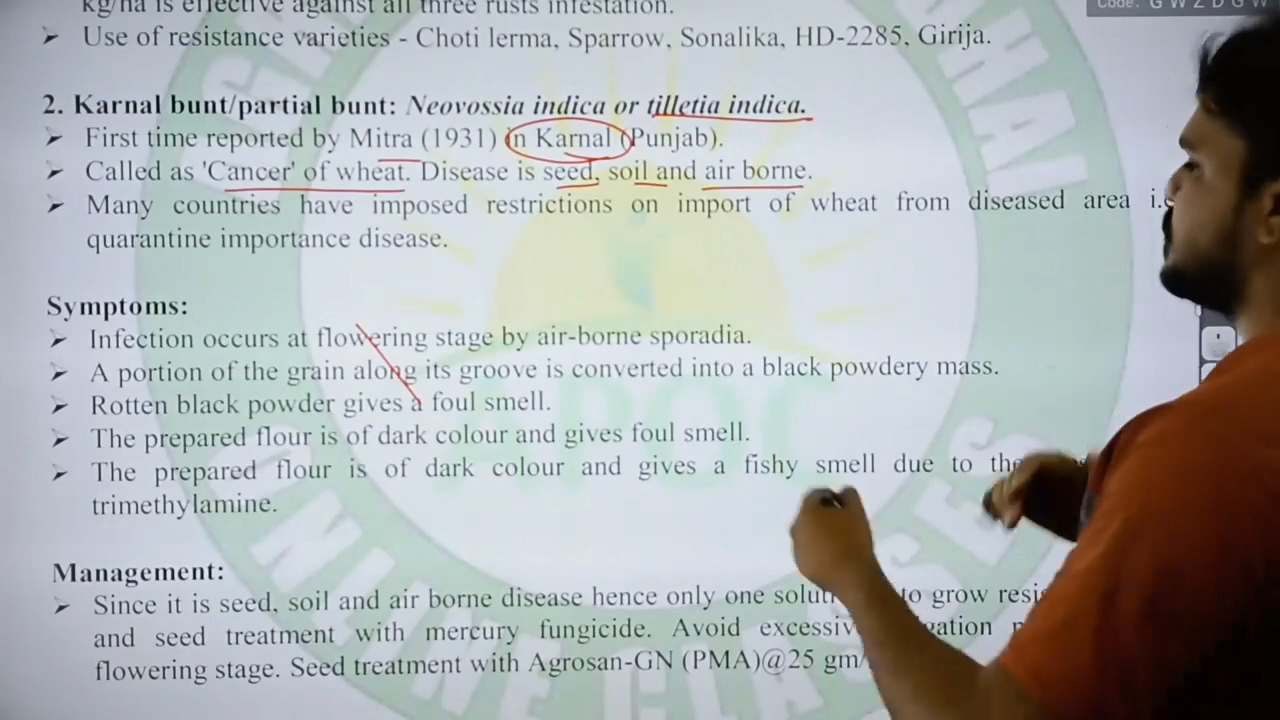 kg/ha is effective against all three rusts infestation.
Code: G W Z D G W
➤ Use of resistance varieties - Choti lerma, Sparrow, Sonalika, HD-2285, Girija.
2. Karnal bunt/partial bunt: Neovossia indica or tilletia indica.
➤ First time reported by Mitra (1931) in Karnal (Punjab).
➤ Called as 'Cancer' of wheat. Disease is seed, soil and air borne.
➤ Many countries have imposed restrictions on import of wheat from diseased area i.e
quarantine importance disease.
Symptoms:
➤ Infection occurs at flowering stage by air-borne sporadia.
➤ A portion of the grain along its groove is converted into a black powdery mass.
➤ Rotten black powder gives a foul smell.
➤ The prepared flour is of dark colour and gives foul smell.
➤ The prepared flour is of dark colour and gives a fishy smell due to the
trimethylamine.
Management:
➤ Since it is seed, soil and air borne disease hence only one to grow
and seed treatment with mercury fungicide. Avoid
flowering stage. Seed treatment with Agrosan-GN (PMA)@25 gm/
APOC
ONLINE CLASSES